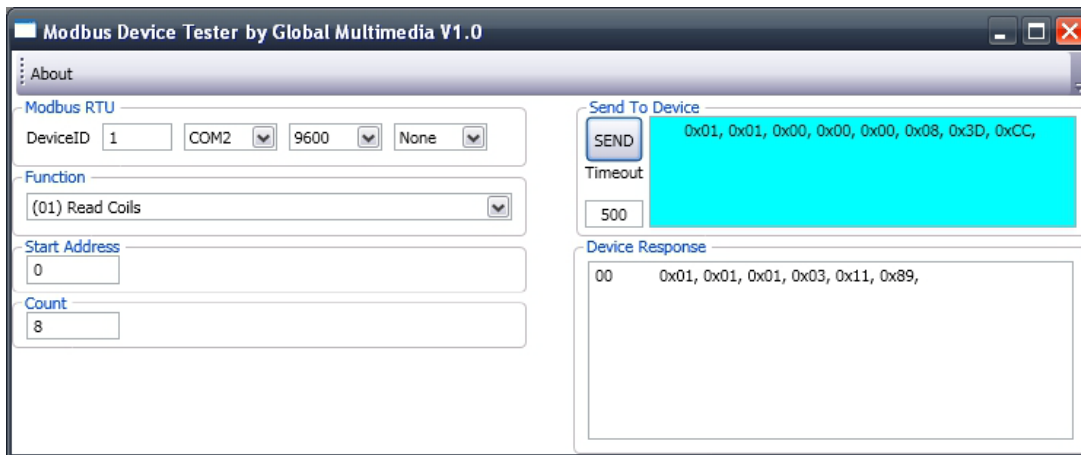 Modbus Device Tester by Global Multimedia V1.0
About
Modbus RTU
DeviceID 1 COM2 9600 None
Function
(01) Read Coils
Start Address
0
Count
8
Send To Device
SEND
0x01, 0x01, 0x00, 0x00, 0x00, 0x08, 0x3D, 0xCC,
Timeout
500
Device Response
00 0x01, 0x01, 0x01, 0x03, 0x11, 0x89,